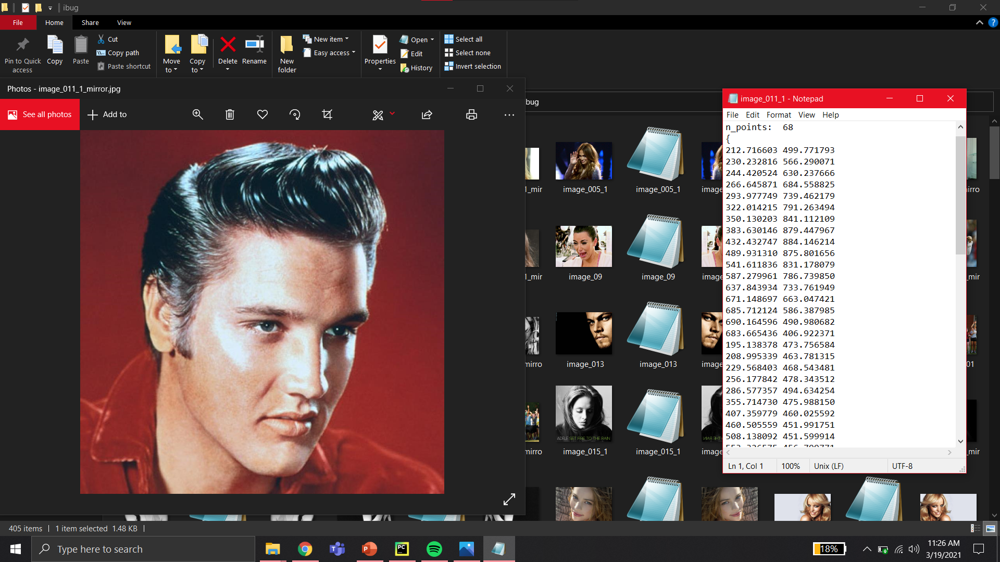 ibug
File
Home
Share
View
Pin to Quick access
Copy
Paste
Cut
Copy path
Paste shortcut
Move to
Copy to
Delete
Rename
New folder
New item
Easy access
Properties
Open
Edit
History
Select all
Select none
Invert selection
Photos - image_011_1_mirror.jpg
See all photos
Add to
bug
image_011_1 - Notepad
File Edit Format View Help
n_points: 68
{
212.716603 499.771793
230.232816 566.290071
244.420524 630.237666
266.645871 684.558825
293.977749 739.462179
322.014215 791.263494
350.130203 841.112109
383.630146 879.447967
432.432747 884.146214
489.931310 875.801656
541.611836 831.178079
587.279961 786.739850
637.843934 733.761949
671.148697 663.047421
685.712124 586.387985
690.164596 490.980682
683.665436 406.922371
195.138378 473.756584
208.995339 463.781315
229.568403 468.543481
256.177842 478.343512
286.577357 494.634254
355.714730 475.988150
407.359779 460.025592
460.505559 451.991751
508.138092 451.599914
Ln 1, Col 1
100%
Unix (LF)
UTF-8
1_mir
image_005_1
image_005_1
image
mirro
1_mir
image_09
image_09
image
_mir
mirro
image_013
image_013
image
01
ADELE SET FIRE TO THE RAIN
mirro
image_015_1
image_015_1
image
_mir
405 items
1 item selected 1.48 KB
Type here to search
PC
18%
11:26 AM
3/19/2021